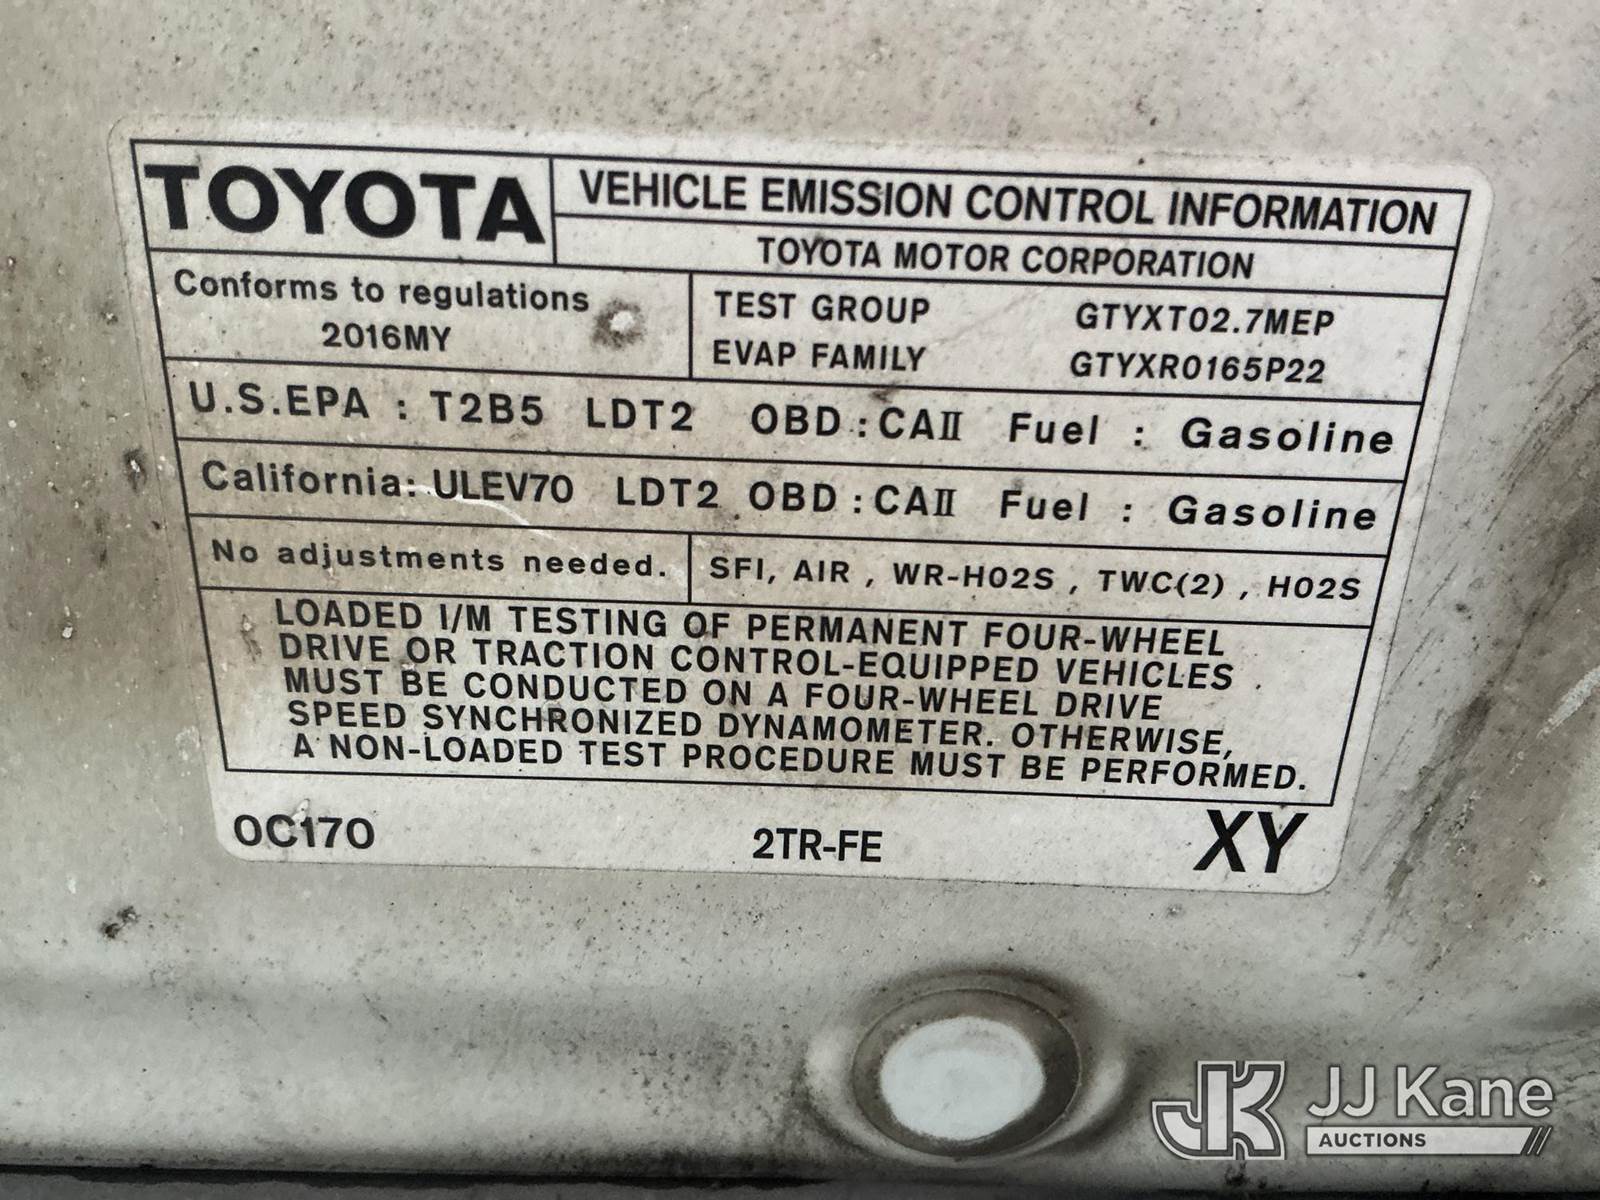 TOYOTA
VEHICLE EMISSION CONTROL INFORMATION
TOYOTA MOTOR CORPORATION
Conforms to regulations
2016MY
TEST GROUP GTYXT02.7MEP
EVAP FAMILY GTYXR0165P22
U.S.EPA : T2B5 LDT2 OBD : CAII Fuel : Gasoline
California: ULEV70 LDT2 OBD : CAII Fuel : Gasoline
No adjustments needed. SFI, AIR , WR-HO2S , TWC(2) , HO2S
LOADED I/M TESTING OF PERMANENT FOUR-WHEEL
DRIVE OR TRACTION CONTROL-EQUIPPED VEHICLES
MUST BE CONDUCTED ON A FOUR-WHEEL DRIVE
SPEED SYNCHRONIZED DYNAMOMETER. OTHERWISE,
A NON-LOADED TEST PROCEDURE MUST BE PERFORMED.
0C170 2TR-FE XY
JK JJ Kane
AUCTIONS